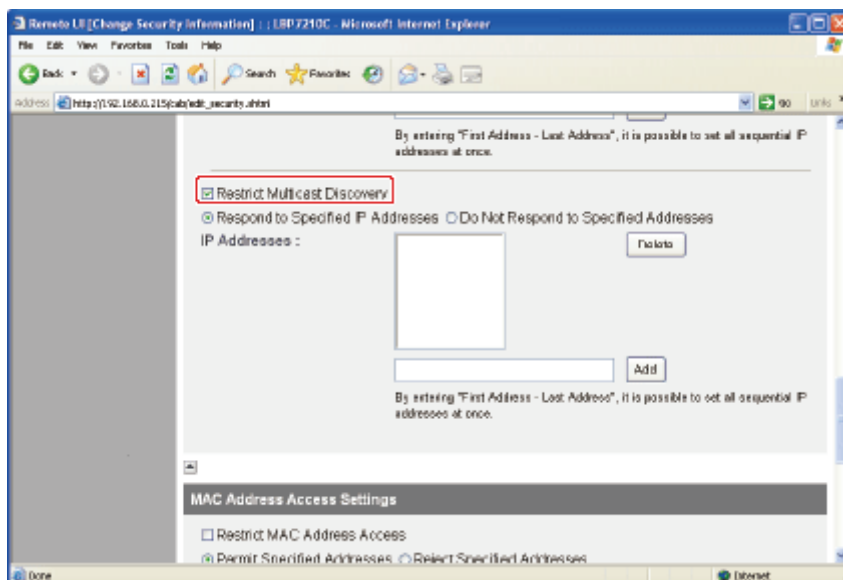 Remote UI [Change Security Information] : : LBP7210C - Microsoft Internet Explorer
File Edit View Favorites Tools Help
Back Search Favorites
Address http://192.168.0.215/cab/edit_security.shtml Go Links
By entering "First Address - Last Address", it is possible to set all sequential IP
addresses at once.
Restrict Multicast Discovery
Respond to Specified IP Addresses Do Not Respond to Specified Addresses
IP Addresses :
Delete
Add
By entering "First Address - Last Address", it is possible to set all sequential IP
addresses at once.
MAC Address Access Settings
Restrict MAC Address Access
Permit Specified Addresses Reject Specified Addresses
Done Internet